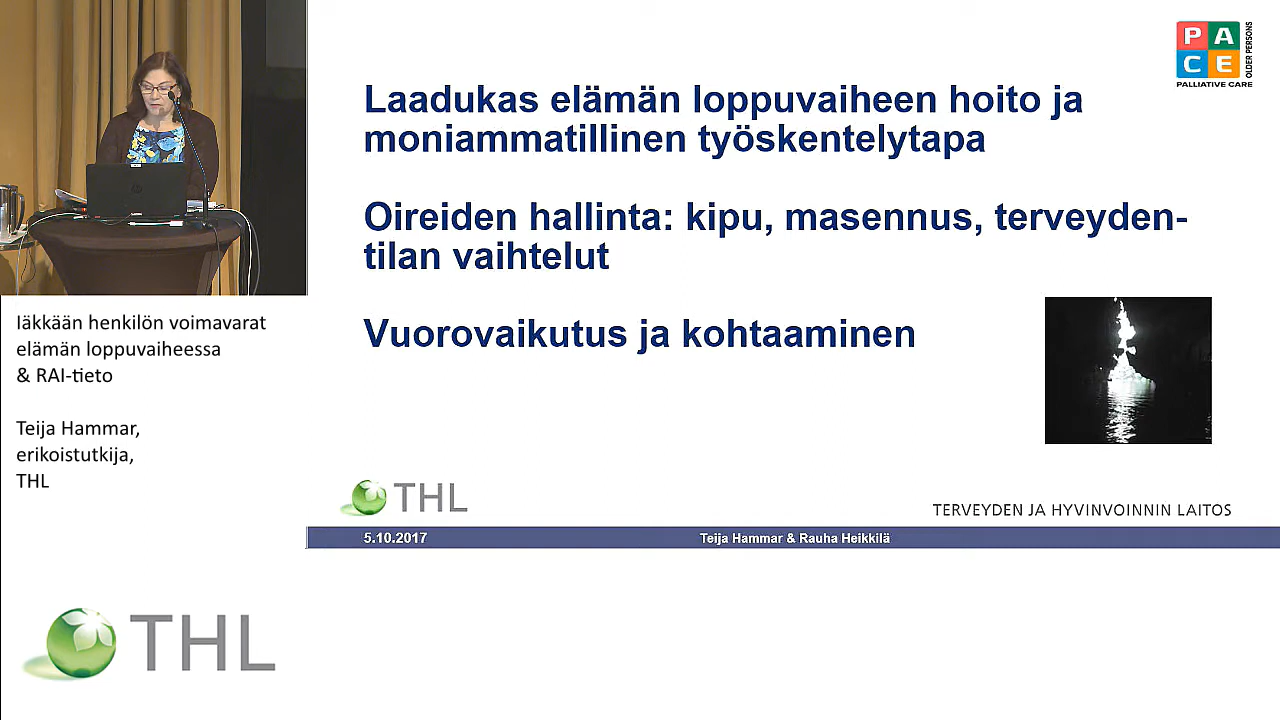 P A
C E
OLDER PERSONS
PALLIATIVE CARE
Laadukas elämän loppuvaiheen hoito ja
moniammatillinen työskentelytapa
Oireiden hallinta: kipu, masennus, terveyden-
tilan vaihtelut
Vuorovaikutus ja kohtaaminen
THL
TERVEYDEN JA HYVINVOINNIN LAITOS
5.10.2017
Teija Hammar & Rauha Heikkilä
Iäkkään henkilön voimavarat
elämän loppuvaiheessa
& RAI-tieto
Teija Hammar,
erikoistutkija,
THL
THL